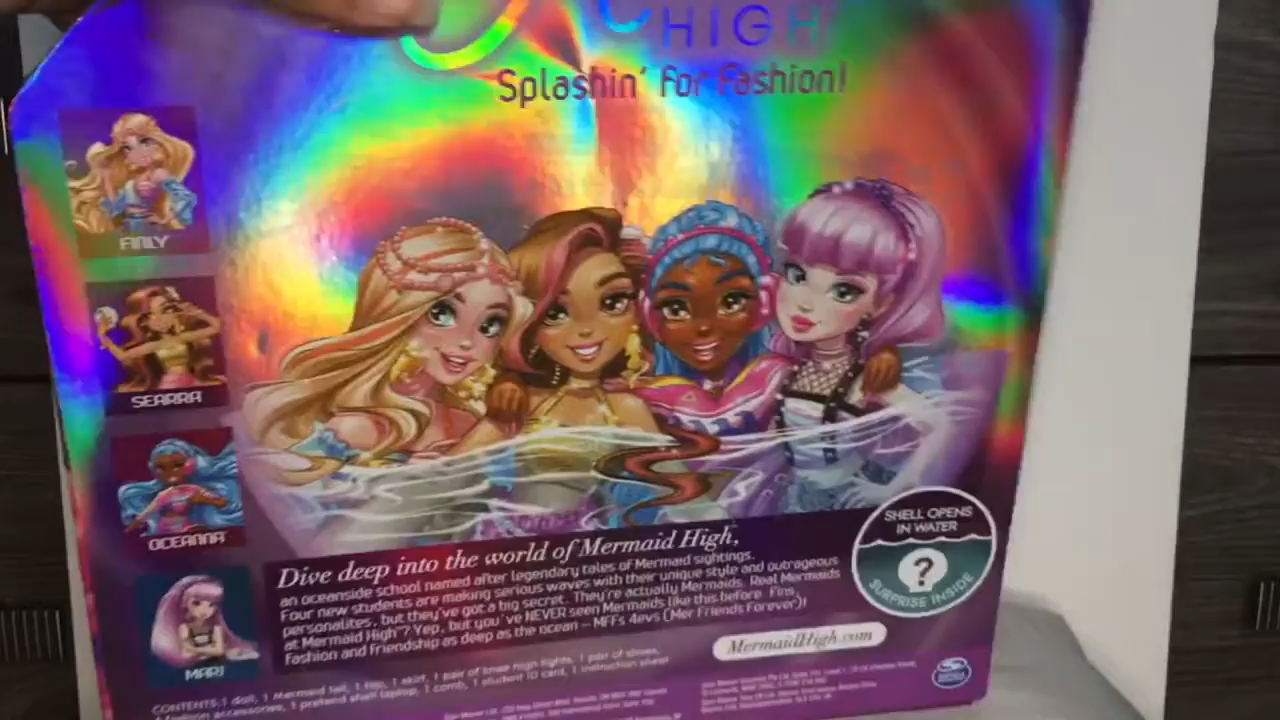 HIGH
Splashin' for Fashion!
FINLY
SEARRA
OCEANNA
MARI
SHELL OPENS
IN WATER
?
SURPRISE INSIDE
Dive deep into the world of Mermaid High,
an oceanside school named after legendary tales of Mermaid sightings.
Four new students are making serious waves with their unique style and outrageous
personalites, but they've got a big secret. They're actually Mermaids. Real Mermaids
at Mermaid High? Yep, but you've NEVER seen Mermaids like this before. Fins,
Fashion and Friendship as deep as the ocean – MFFs 4evs (Mer Friends Forever)!
MermaidHigh.com
CONTENTS: 1 doll, 1 Mermaid tail, 1 top, 1 skirt, 1 pair of knee high tights, 1 pair of shoes,
fashion accessories, 1 pretend shell laptop, 1 comb, 1 student ID card, 1 instruction sheet